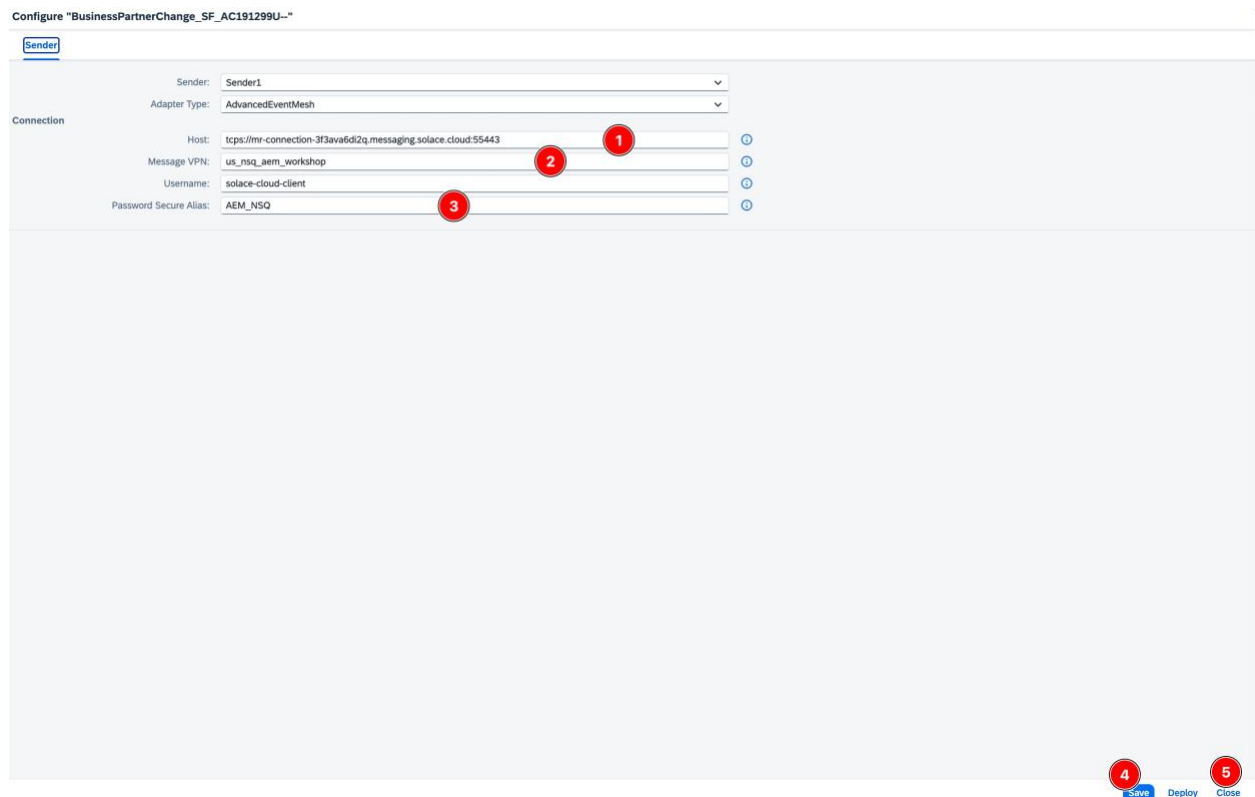 Configure "BusinessPartnerChange_SF_AC191299U--"
Sender
Sender: Sender1
Adapter Type: AdvancedEventMesh
Connection
Host: tcps://mr-connection-3f3ava6di2q.messaging.solace.cloud:55443 1
Message VPN: us_nsq_aem_workshop 2
Username: solace-cloud-client
Password Secure Alias: AEM_NSQ 3
4 5
Save Deploy Close